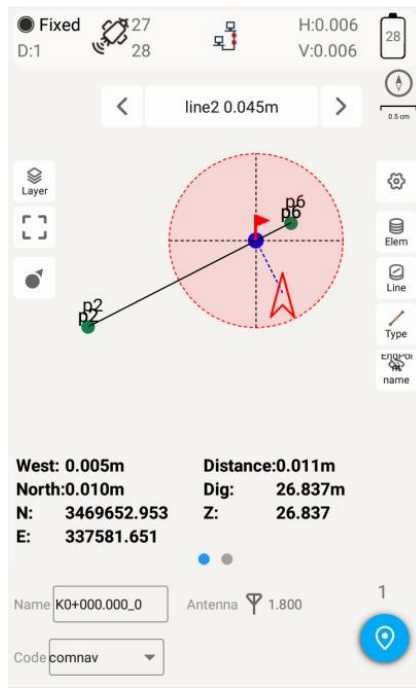 Fixed 27 H:0.006 28
D:1 28 V:0.006
line2 0.045m
0.5 cm
Layer
p6
p6
Elem
Line
p2
p2
Type
name
West: 0.005m Distance:0.011m
North:0.010m Dig: 26.837m
N: 3469652.953 Z: 26.837
E: 337581.651
Name K0+000.000_0 Antenna 1.800 1
Code comnav